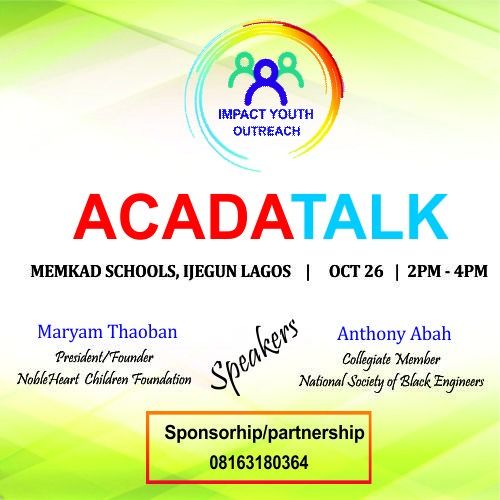 IMPACT YOUTH
OUTREACH
ACADATALK
MEMKAD SCHOOLS, IJEGUN LAGOS | OCT 26 | 2PM - 4PM
Speakers
Maryam Thaoban
President/Founder
NobleHeart Children Foundation
Anthony Abah
Collegiate Member
National Society of Black Engineers
Sponsorhip/partnership
08163180364